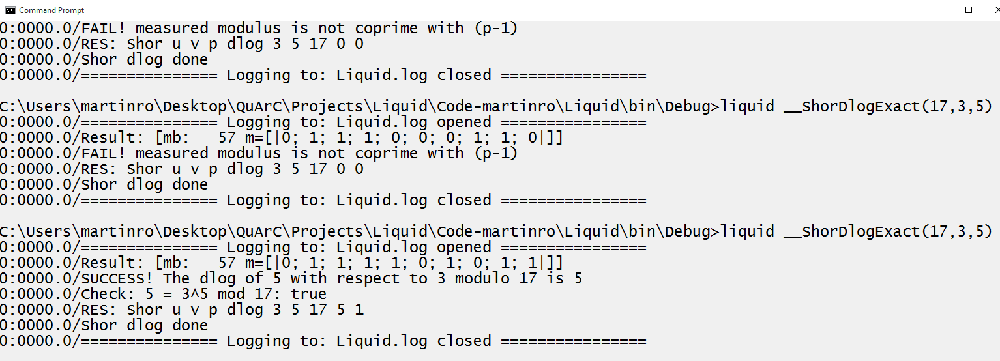 Command Prompt
0:0000.0/FAIL! measured modulus is not coprime with (p-1)
0:0000.0/RES: Shor u v p dlog 3 5 17 0 0
0:0000.0/Shor dlog done
0:0000.0/=============== Logging to: Liquid.log closed ================
C:\Users\martinro\Desktop\QuArC\Projects\Liquid\Code-martinro\Liquid\bin\Debug>liquid __ShorDlogExact(17,3,5)
0:0000.0/=============== Logging to: Liquid.log opened ================
0:0000.0/Result: [mb:   57 m=[|0; 1; 1; 1; 0; 0; 0; 1; 1; 0|]]
0:0000.0/FAIL! measured modulus is not coprime with (p-1)
0:0000.0/RES: Shor u v p dlog 3 5 17 0 0
0:0000.0/Shor dlog done
0:0000.0/=============== Logging to: Liquid.log closed ================
C:\Users\martinro\Desktop\QuArC\Projects\Liquid\Code-martinro\Liquid\bin\Debug>liquid __ShorDlogExact(17,3,5)
0:0000.0/=============== Logging to: Liquid.log opened ================
0:0000.0/Result: [mb:   57 m=[|0; 1; 1; 1; 1; 0; 1; 0; 1; 1|]]
0:0000.0/SUCCESS! The dlog of 5 with respect to 3 modulo 17 is 5
0:0000.0/Check: 5 = 3^5 mod 17: true
0:0000.0/RES: Shor u v p dlog 3 5 17 5 1
0:0000.0/Shor dlog done
0:0000.0/=============== Logging to: Liquid.log closed ================